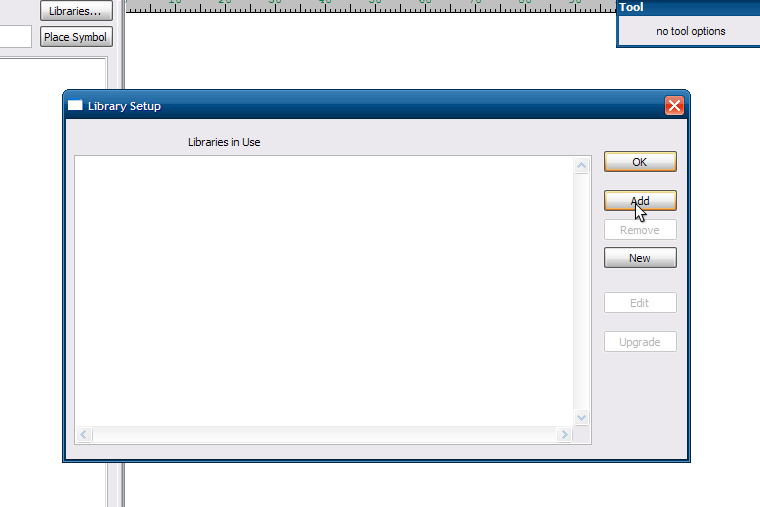 Libraries...
Place Symbol
Tool
no tool options
Library Setup
Libraries in Use
OK
Add
Remove
New
Edit
Upgrade